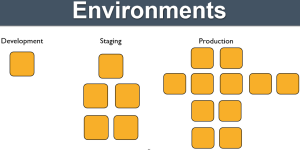 Environments
Development
Staging
Production